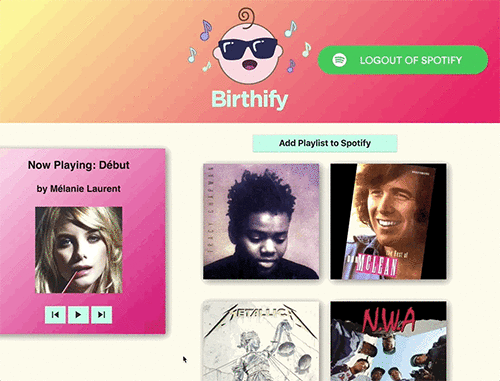 Birthify
LOGOUT OF SPOTIFY
Add Playlist to Spotify
Now Playing: Début
by Mélanie Laurent
TRACY CHAPMAN
The Best of
DON
McLEAN
METALLICA
N.W.A